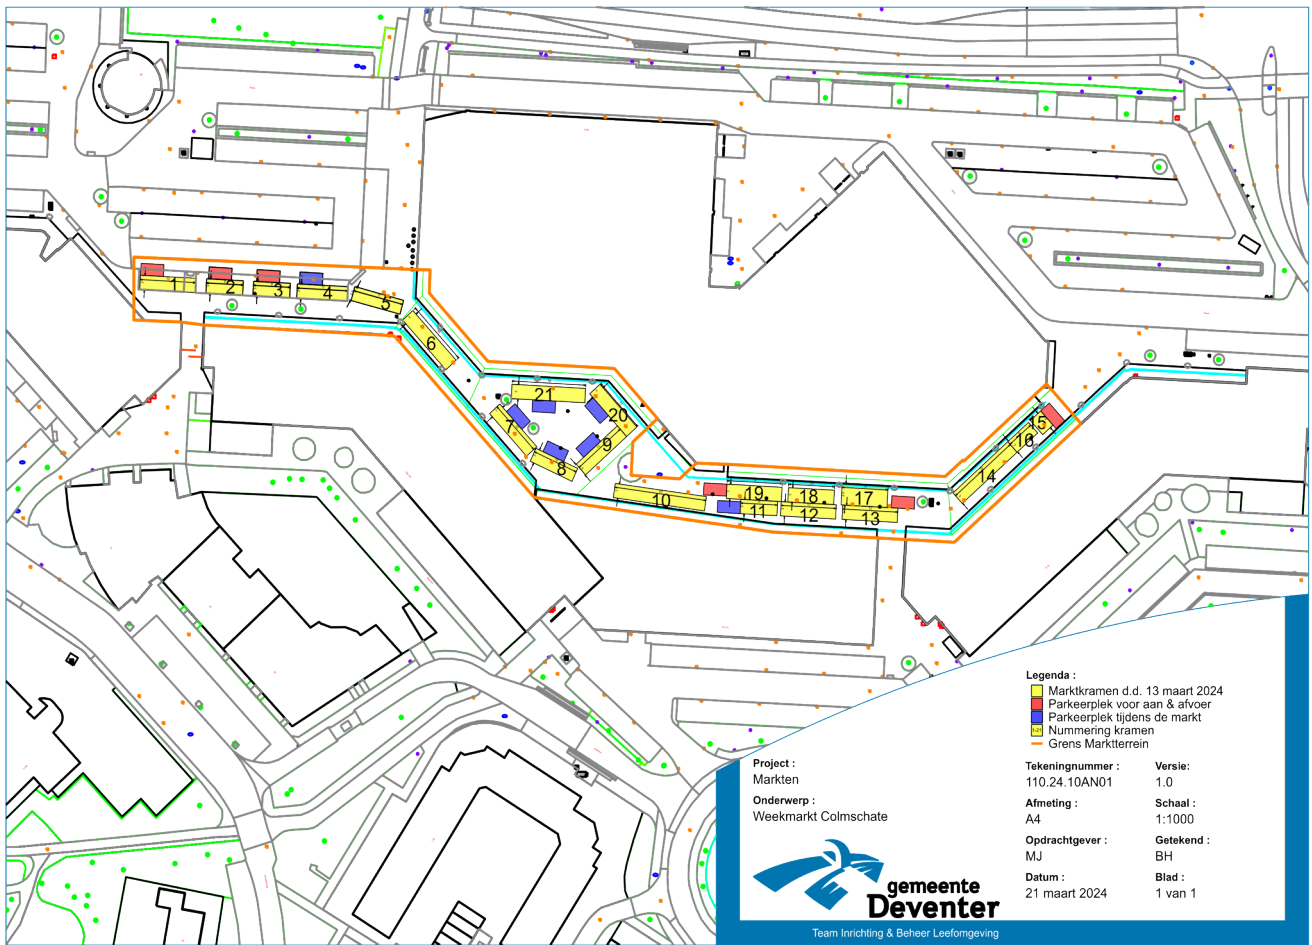 1
2
3
4
5
6
21
20
7
9
8
10
19
18
17
11
12
13
15
16
14
Legenda :
Marktkramen d.d. 13 maart 2024
Parkeerplek voor aan & afvoer
Parkeerplek tijdens de markt
1-21 Nummering kramen
Grens Marktterrein
Project :
Markten
Onderwerp :
Weekmarkt Colmschate
Tekeningnummer : Versie:
110.24.10AN01 1.0
Afmeting : Schaal :
A4 1:1000
Opdrachtgever : Getekend :
MJ BH
Datum : Blad :
21 maart 2024 1 van 1
gemeente
Deventer
Team Inrichting & Beheer Leefomgeving